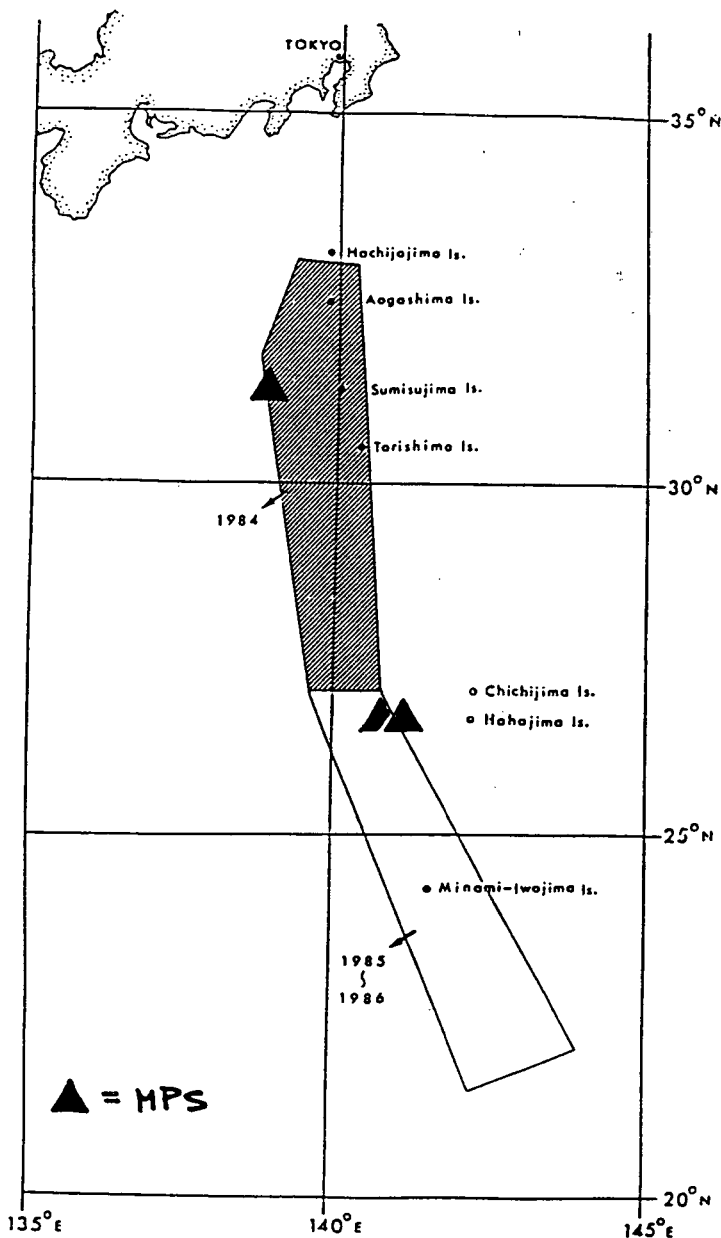 TOKYO
35°N
Hachijojima Is.
Aogashima Is.
Sumisujima Is.
Torishima Is.
30°N
1984
Chichijima Is.
Hahajima Is.
25°N
Minami-Iwojima Is.
1985
∫
1986
▲ = MPS
20°N
135°E
140°E
145°E